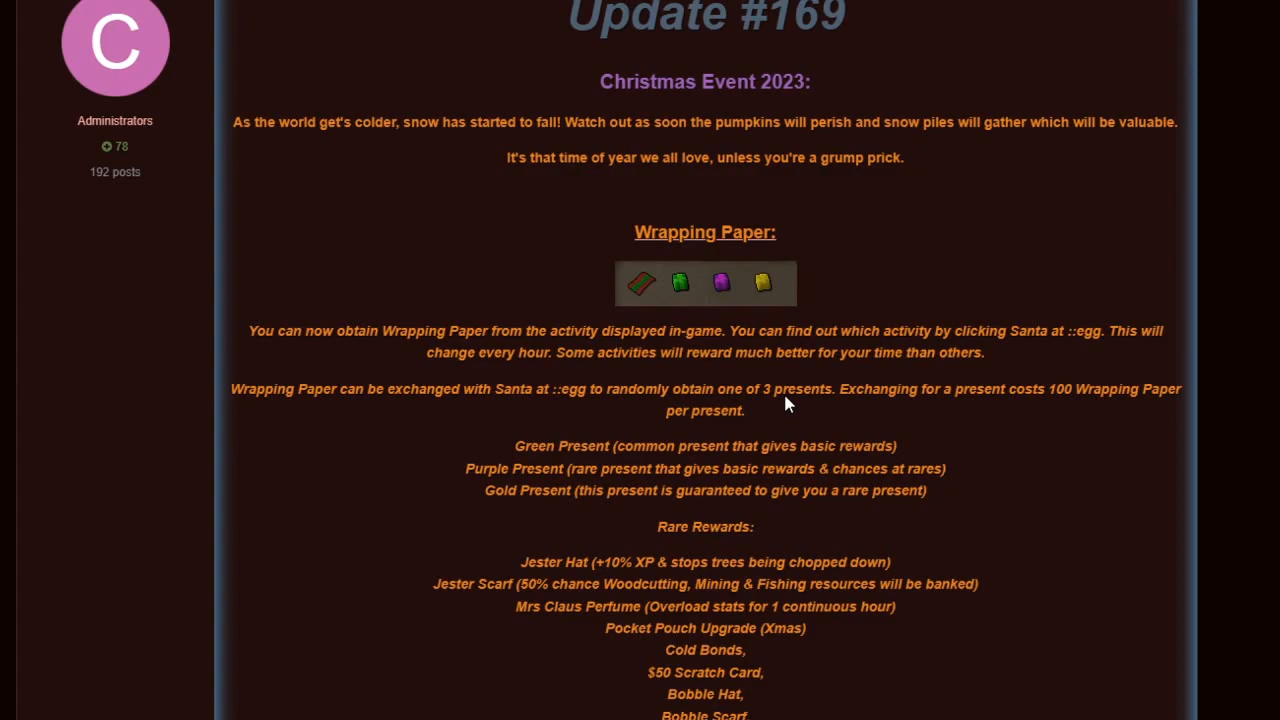 Update #169
C
Christmas Event 2023:
Administrators
As the world get's colder, snow has started to fall! Watch out as soon the pumpkins will perish and snow piles will gather which will be valuable.
78
It's that time of year we all love, unless you're a grump prick.
192 posts
Wrapping Paper:
You can now obtain Wrapping Paper from the activity displayed in-game. You can find out which activity by clicking Santa at ::egg. This will
change every hour. Some activities will reward much better for your time than others.
Wrapping Paper can be exchanged with Santa at ::egg to randomly obtain one of 3 presents. Exchanging for a present costs 100 Wrapping Paper
per present.
Green Present (common present that gives basic rewards)
Purple Present (rare present that gives basic rewards & chances at rares)
Gold Present (this present is guaranteed to give you a rare present)
Rare Rewards:
Jester Hat (+10% XP & stops trees being chopped down)
Jester Scarf (50% chance Woodcutting, Mining & Fishing resources will be banked)
Mrs Claus Perfume (Overload stats for 1 continuous hour)
Pocket Pouch Upgrade (Xmas)
Cold Bonds,
$50 Scratch Card,
Bobble Hat,
Bobble Scarf,